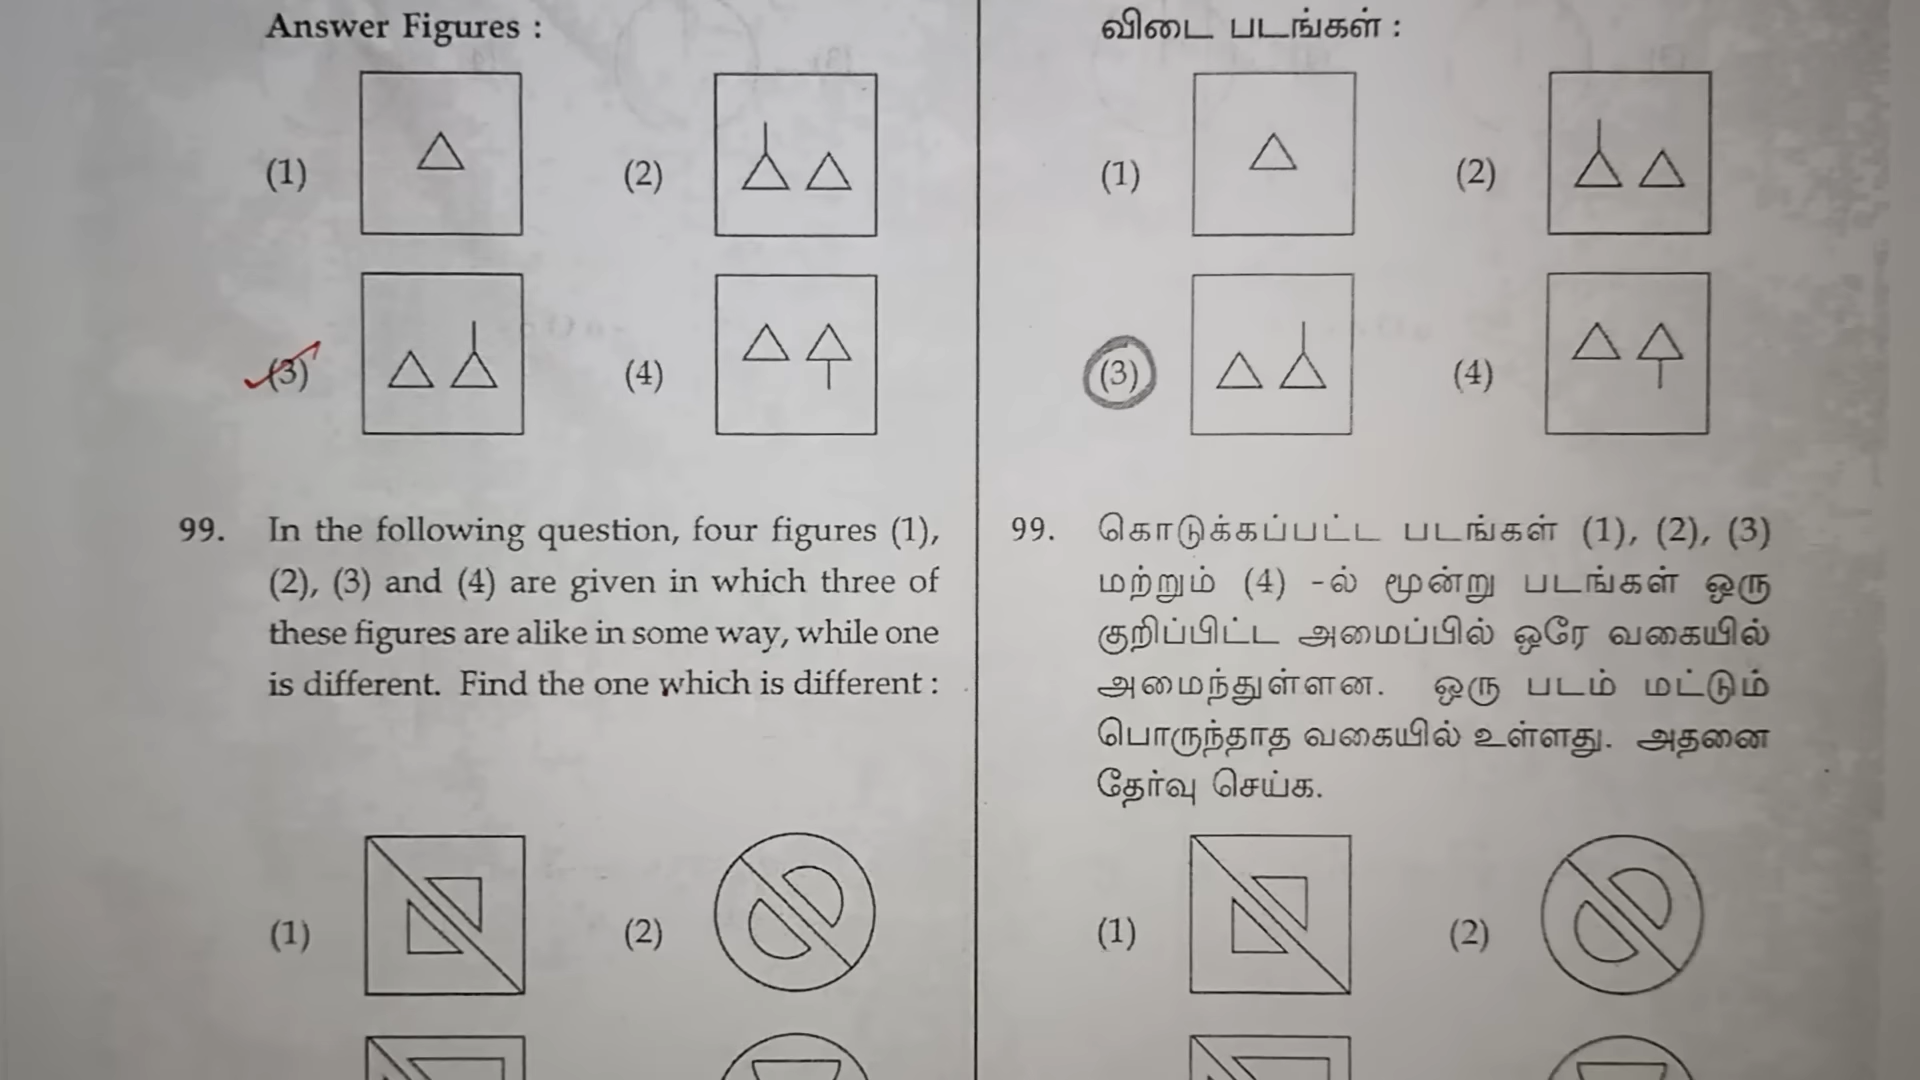 Answer Figures :
(1)
(2)
(3)
(4)
99. In the following question, four figures (1),
(2), (3) and (4) are given in which three of
these figures are alike in some way, while one
is different. Find the one which is different :
(1)
(2)
விடை படங்கள் :
(1)
(2)
(3)
(4)
99. கொடுக்கப்பட்ட படங்கள் (1), (2), (3)
மற்றும் (4) -ல் மூன்று படங்கள் ஒரு
குறிப்பிட்ட அமைப்பில் ஒரே வகையில்
அமைந்துள்ளன. ஒரு படம் மட்டும்
பொருந்தாத வகையில் உள்ளது. அதனை
தேர்வு செய்க.
(1)
(2)